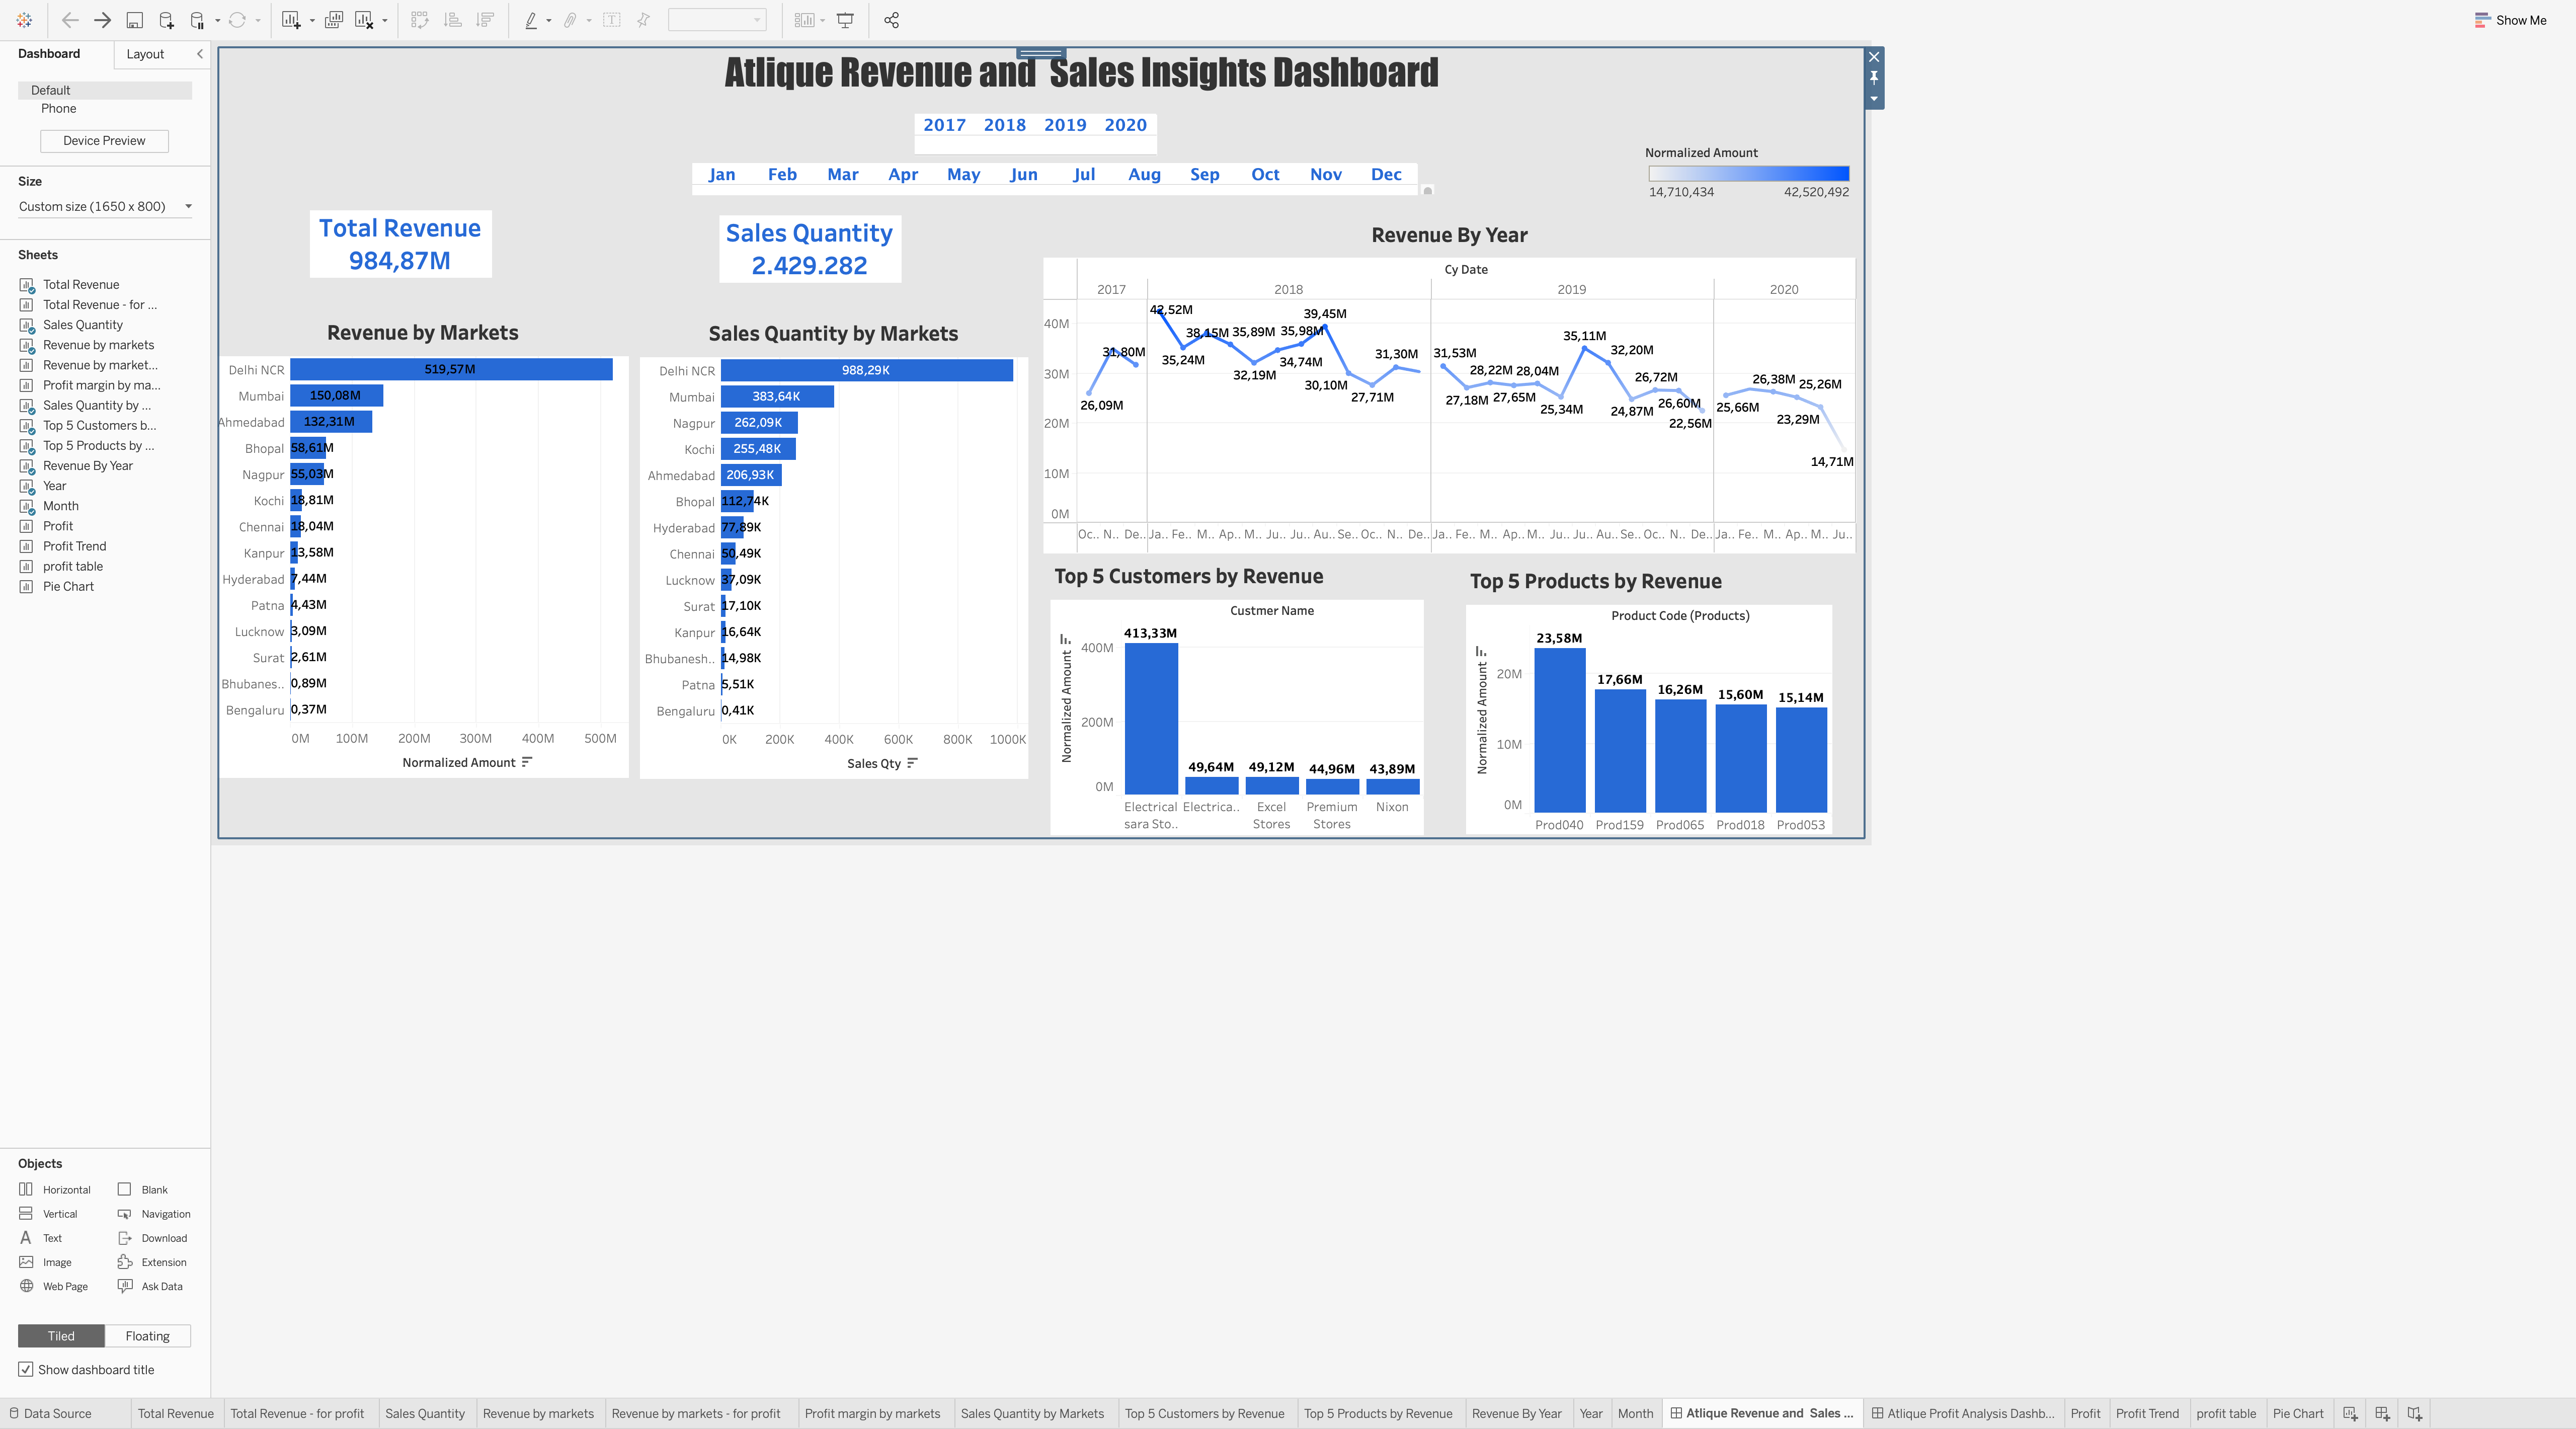 Show Me
Dashboard
Layout
Default
Phone
Device Preview
Size
Custom size (1650 x 800)
Sheets
Total Revenue
Total Revenue - for ...
Sales Quantity
Revenue by markets
Revenue by market...
Profit margin by ma...
Sales Quantity by ...
Top 5 Customers b...
Top 5 Products by ...
Revenue By Year
Year
Month
Profit
Profit Trend
profit table
Pie Chart
Objects
Horizontal Blank
Vertical Navigation
Text Download
Image Extension
Web Page Ask Data
Tiled Floating
Show dashboard title
Atlique Revenue and  Sales Insights Dashboard
2017 2018 2019 2020
Jan Feb Mar Apr May Jun Jul Aug Sep Oct Nov Dec
Normalized Amount
14,710,434 42,520,492
Total Revenue
984,87M
Sales Quantity
2.429.282
Revenue by Markets
Delhi NCR 519,57M
Mumbai 150,08M
Ahmedabad 132,31M
Bhopal 58,61M
Nagpur 55,03M
Kochi 18,81M
Chennai 18,04M
Kanpur 13,58M
Hyderabad 7,44M
Patna 4,43M
Lucknow 3,09M
Surat 2,61M
Bhubanes.. 0,89M
Bengaluru 0,37M
0M 100M 200M 300M 400M 500M
Normalized Amount
Sales Quantity by Markets
Delhi NCR 988,29K
Mumbai 383,64K
Nagpur 262,09K
Kochi 255,48K
Ahmedabad 206,93K
Bhopal 112,74K
Hyderabad 77,89K
Chennai 50,49K
Lucknow 37,09K
Surat 17,10K
Kanpur 16,64K
Bhubanesh.. 14,98K
Patna 5,51K
Bengaluru 0,41K
0K 200K 400K 600K 800K 1000K
Sales Qty
Revenue By Year
Cy Date
2017 2018 2019 2020
40M
30M
20M
10M
0M
26,09M 31,80M
42,52M 35,24M 38,15M 35,89M 32,19M 34,74M 35,98M 39,45M 30,10M 27,71M 31,30M
31,53M 27,18M 28,22M 27,65M 28,04M 25,34M 35,11M 32,20M 24,87M 26,72M 26,60M 22,56M
25,66M 26,38M 25,26M 23,29M 14,71M
Oc.. N.. De.. Ja.. Fe.. M.. Ap.. M.. Ju.. Ju.. Au.. Se.. Oc.. N.. De.. Ja.. Fe.. M.. Ap.. M.. Ju.. Ju.. Au.. Se.. Oc.. N.. De.. Ja.. Fe.. M.. Ap.. M.. Ju..
Top 5 Customers by Revenue
Custmer Name
Normalized Amount
400M
200M
0M
413,33M 49,64M 49,12M 44,96M 43,89M
Electrical Electrica.. Excel Premium Nixon
sara Sto.. Stores Stores
Top 5 Products by Revenue
Product Code (Products)
Normalized Amount
20M
10M
0M
23,58M 17,66M 16,26M 15,60M 15,14M
Prod040 Prod159 Prod065 Prod018 Prod053
Data Source Total Revenue Total Revenue - for profit Sales Quantity Revenue by markets Revenue by markets - for profit Profit margin by markets Sales Quantity by Markets Top 5 Customers by Revenue Top 5 Products by Revenue Revenue By Year Year Month Atlique Revenue and  Sales ... Atlique Profit Analysis Dashb... Profit Profit Trend profit table Pie Chart